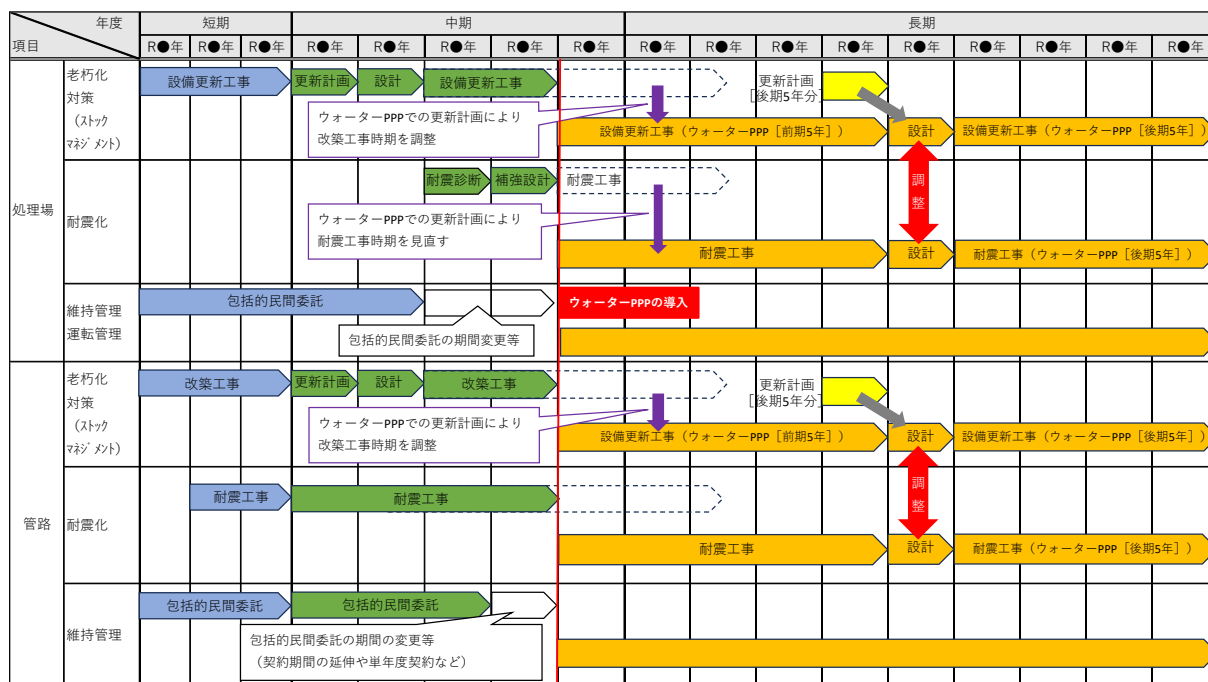 年度
項目
短期
中期
長期
R●年 R●年 R●年 R●年 R●年 R●年 R●年 R●年 R●年 R●年 R●年 R●年 R●年 R●年 R●年 R●年 R●年
処理場
老朽化
対策
(ストック
マネジメント)
設備更新工事
更新計画
設計
設備更新工事
更新計画
[後期5年分]
ウォーターPPPでの更新計画により
改築工事時期を調整
設備更新工事(ウォーターPPP[前期5年])
設計
設備更新工事(ウォーターPPP[後期5年])
調
整
耐震化
耐震診断
補強設計
耐震工事
ウォーターPPPでの更新計画により
耐震工事時期を見直す
耐震工事
設計
耐震工事(ウォーターPPP[後期5年])
維持管理
運転管理
包括的民間委託
ウォーターPPPの導入
包括的民間委託の期間変更等
管路
老朽化
対策
(ストック
マネジメント)
改築工事
更新計画
設計
改築工事
更新計画
[後期5年分]
ウォーターPPPでの更新計画により
改築工事時期を調整
設備更新工事(ウォーターPPP[前期5年])
設計
設備更新工事(ウォーターPPP[後期5年])
調
整
耐震化
耐震工事
耐震工事
耐震工事
設計
耐震工事(ウォーターPPP[後期5年])
維持管理
包括的民間委託
包括的民間委託
包括的民間委託の期間の変更等
(契約期間の延伸や単年度契約など)